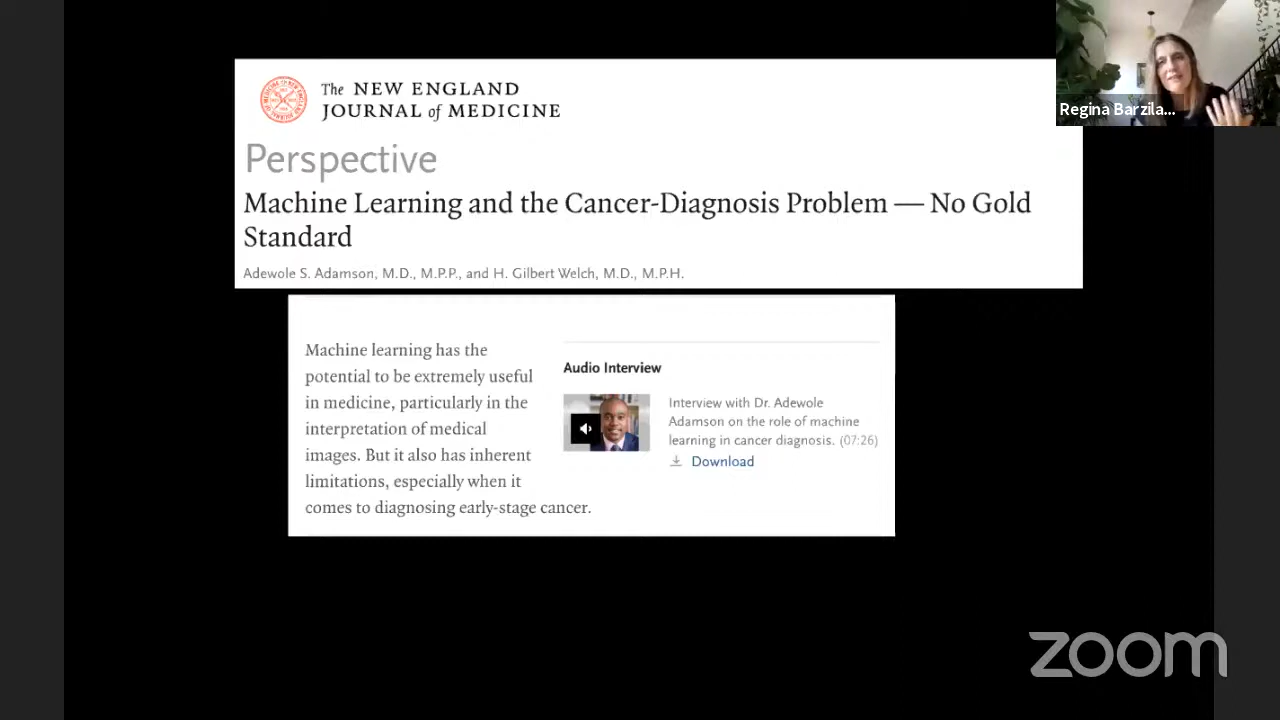 The NEW ENGLAND
JOURNAL of MEDICINE
Regina Barzila...
Perspective
Machine Learning and the Cancer-Diagnosis Problem — No Gold
Standard
Adewole S. Adamson, M.D., M.P.P., and H. Gilbert Welch, M.D., M.P.H.
Machine learning has the
potential to be extremely useful
in medicine, particularly in the
interpretation of medical
images. But it also has inherent
limitations, especially when it
comes to diagnosing early-stage cancer.
Audio Interview
Interview with Dr. Adewole
Adamson on the role of machine
learning in cancer diagnosis. (07:26)
Download
zoom